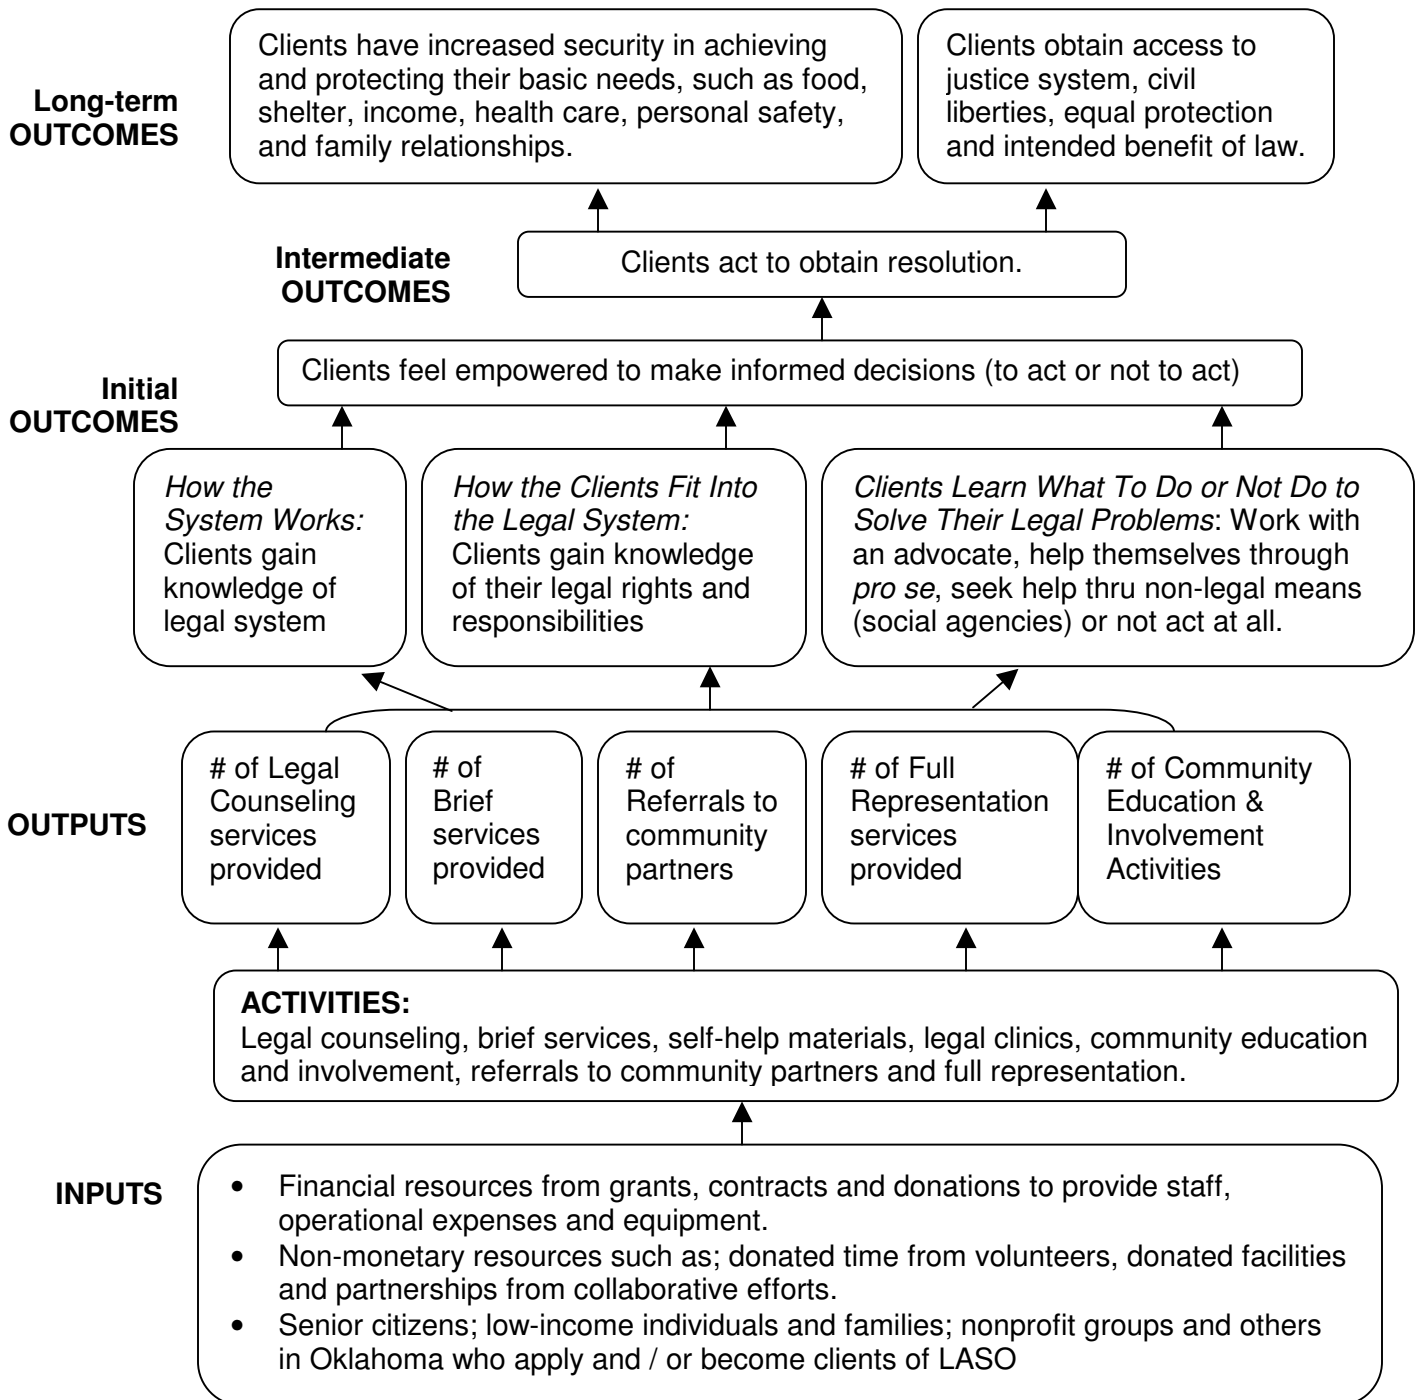 Long-term
OUTCOMES
Clients have increased security in achieving
and protecting their basic needs, such as food,
shelter, income, health care, personal safety,
and family relationships.
Clients obtain access to
justice system, civil
liberties, equal protection
and intended benefit of law.
Intermediate
OUTCOMES
Clients act to obtain resolution.
Initial
OUTCOMES
Clients feel empowered to make informed decisions (to act or not to act)
How the
System Works:
Clients gain
knowledge of
legal system
How the Clients Fit Into
the Legal System:
Clients gain knowledge
of their legal rights and
responsibilities
Clients Learn What To Do or Not Do to
Solve Their Legal Problems: Work with
an advocate, help themselves through
pro se, seek help thru non-legal means
(social agencies) or not act at all.
OUTPUTS
# of Legal
Counseling
services
provided
# of
Brief
services
provided
# of
Referrals to
community
partners
# of Full
Representation
services
provided
# of Community
Education &
Involvement
Activities
ACTIVITIES:
Legal counseling, brief services, self-help materials, legal clinics, community education
and involvement, referrals to community partners and full representation.
INPUTS
• Financial resources from grants, contracts and donations to provide staff,
operational expenses and equipment.
• Non-monetary resources such as; donated time from volunteers, donated facilities
and partnerships from collaborative efforts.
• Senior citizens; low-income individuals and families; nonprofit groups and others
in Oklahoma who apply and / or become clients of LASO